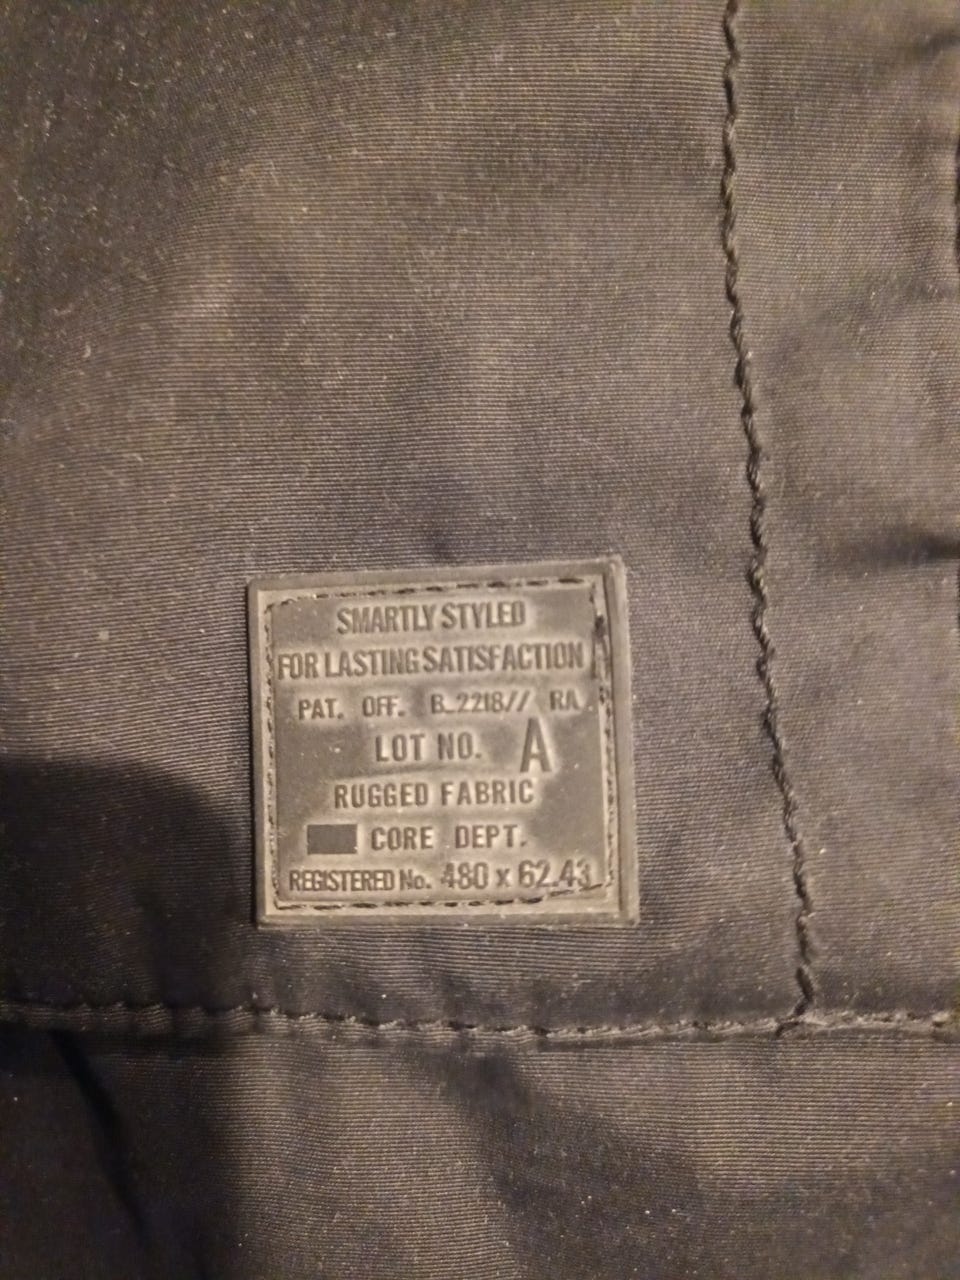 SMARTLY STYLED
FOR LASTING SATISFACTION
PAT. OFF. B_2218// RA.
LOT NO. A
RUGGED FABRIC
CORE DEPT.
REGISTERED No. 480 x 62.43